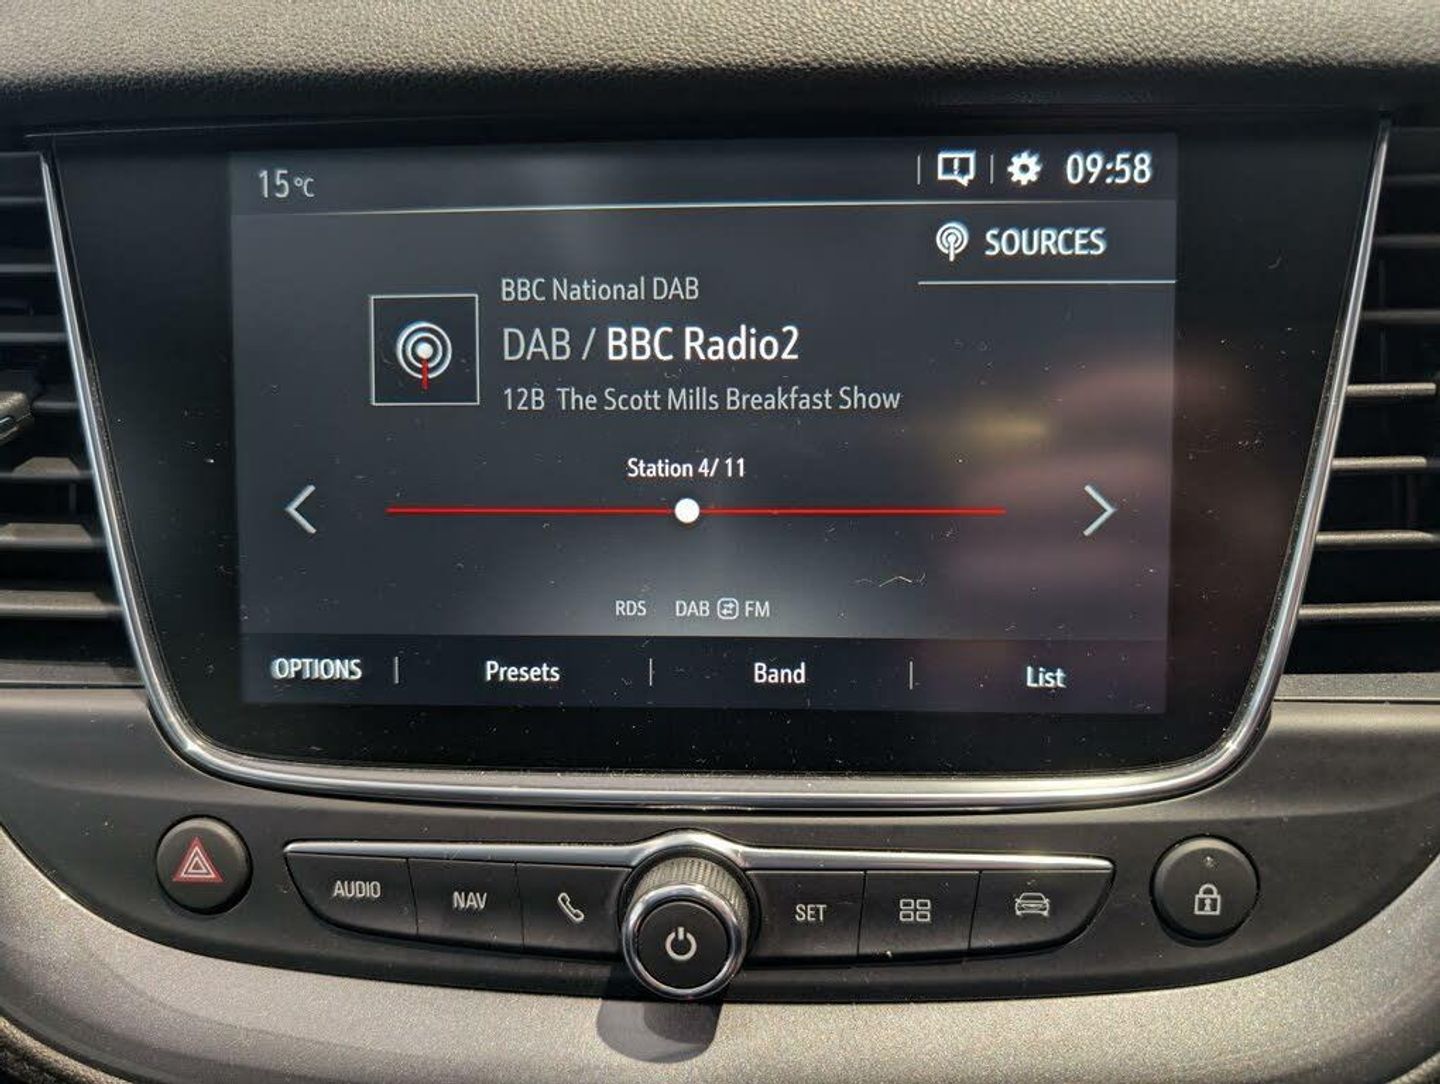 15°C
09:58
SOURCES
BBC National DAB
DAB / BBC Radio2
12B The Scott Mills Breakfast Show
Station 4/ 11
RDS DAB FM
OPTIONS | Presets | Band | List
AUDIO NAV SET